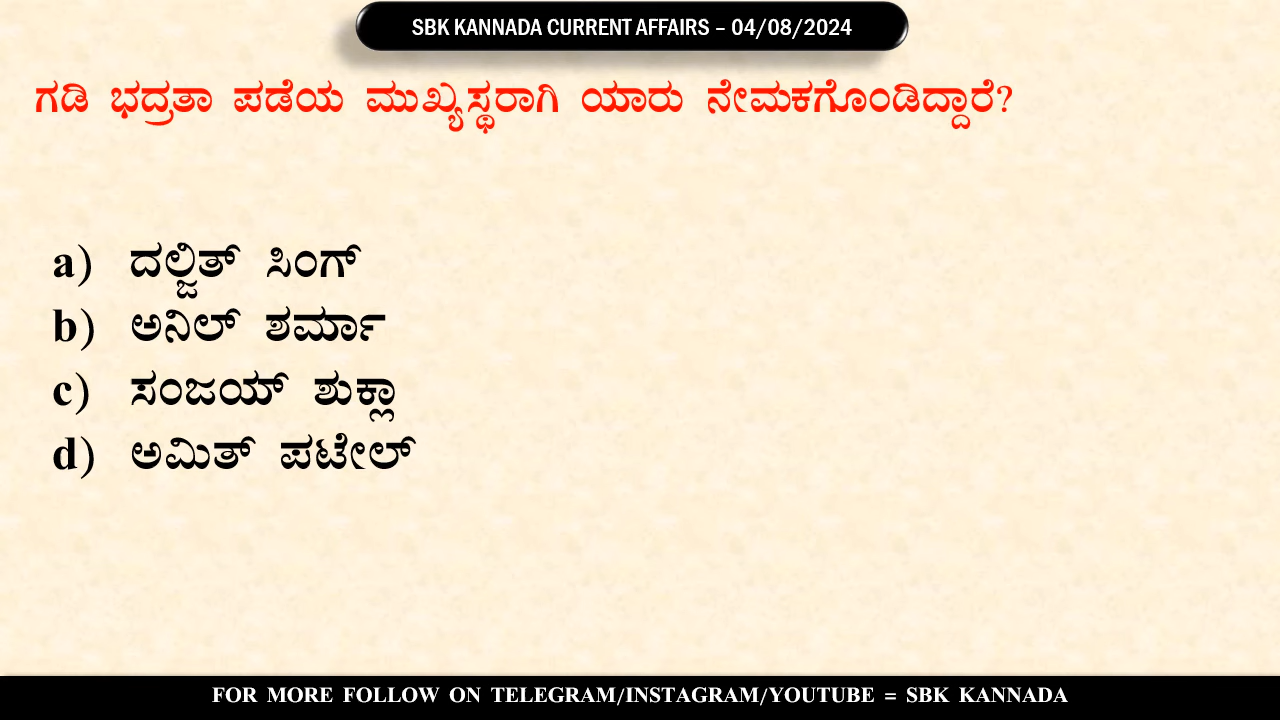 SBK KANNADA CURRENT AFFAIRS – 04/08/2024
ಗಡಿ ಭದ್ರತಾ ಪಡೆಯ ಮುಖ್ಯಸ್ಥರಾಗಿ ಯಾರು ನೇಮಕಗೊಂಡಿದ್ದಾರೆ?
a) ದಲ್ಜಿತ್ ಸಿಂಗ್
b) ಅನಿಲ್ ಶರ್ಮಾ
c) ಸಂಜಯ್ ಶುಕ್ಲಾ
d) ಅಮಿತ್ ಪಟೇಲ್
FOR MORE FOLLOW ON TELEGRAM/INSTAGRAM/YOUTUBE = SBK KANNADA